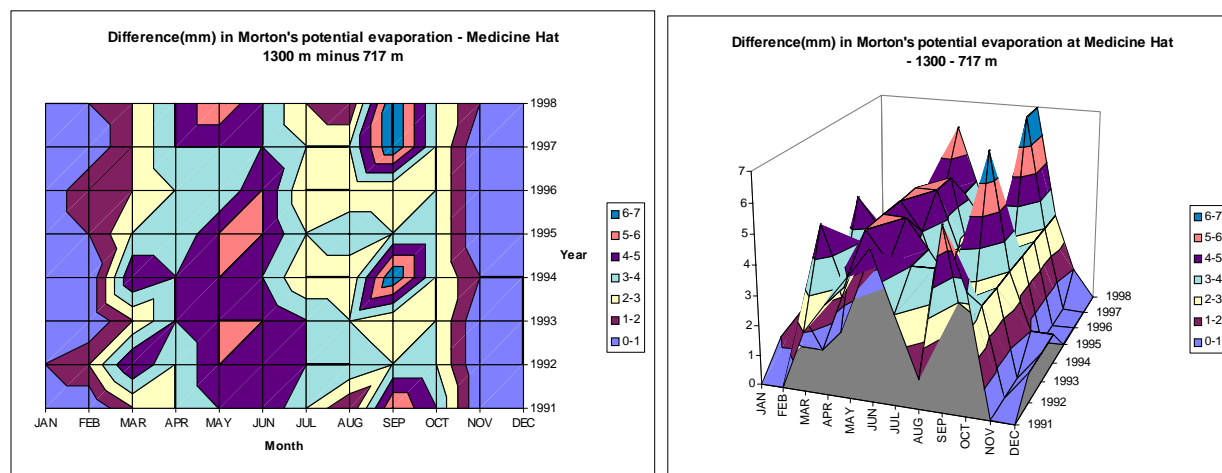 Difference(mm) in Morton's potential evaporation - Medicine Hat
1300 m minus 717 m
1998
1997
1996
1995
1994
1993
1992
1991
Year
JAN FEB MAR APR MAY JUN JUL AUG SEP OCT NOV DEC
Month
6-7
5-6
4-5
3-4
2-3
1-2
0-1
Difference(mm) in Morton's potential evaporation at Medicine Hat
- 1300 - 717 m
7
6
5
4
3
2
1
0
JAN
FEB
MAR
APR
MAY
JUN
JUL
AUG
SEP
OCT
NOV
DEC
1998
1997
1996
1995
1994
1993
1992
1991
6-7
5-6
4-5
3-4
2-3
1-2
0-1